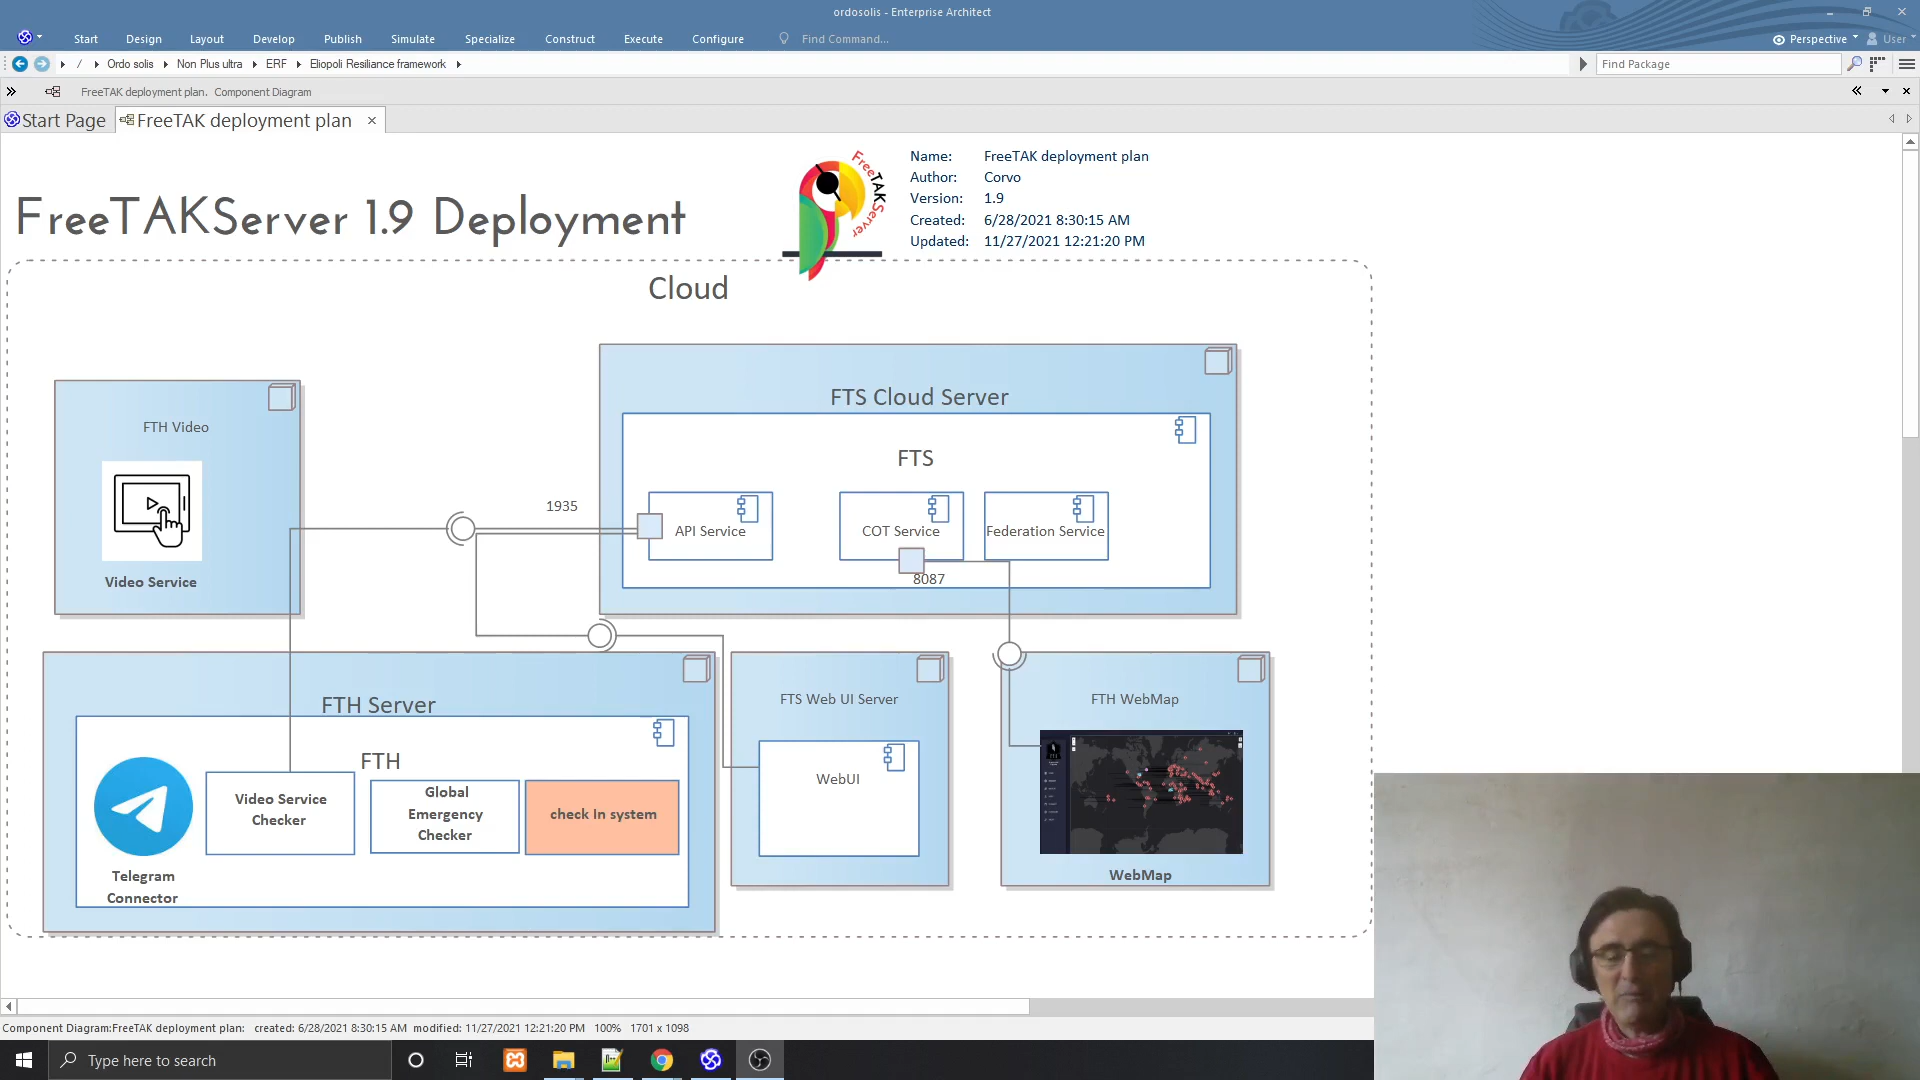 ordosolis - Enterprise Architect
Start Design Layout Develop Publish Simulate Specialize Construct Execute Configure Find Command... Perspective User
/ Ordo solis Non Plus ultra ERF Eliopoli Resiliance framework Find Package
FreeTAK deployment plan. Component Diagram
Start Page FreeTAK deployment plan
FreeTAKServer 1.9 Deployment
FreeTAKServer
Name: FreeTAK deployment plan
Author: Corvo
Version: 1.9
Created: 6/28/2021 8:30:15 AM
Updated: 11/27/2021 12:21:20 PM
Cloud
FTS Cloud Server
FTH Video
FTS
1935
API Service
COT Service
Federation Service
8087
Video Service
FTH Server
FTS Web UI Server
FTH WebMap
FTH
WebUI
Video Service
Checker
Global
Emergency
Checker
check In system
Telegram
Connector
WebMap
Component Diagram:FreeTAK deployment plan: created: 6/28/2021 8:30:15 AM modified: 11/27/2021 12:21:20 PM 100% 1701 x 1098
Type here to search